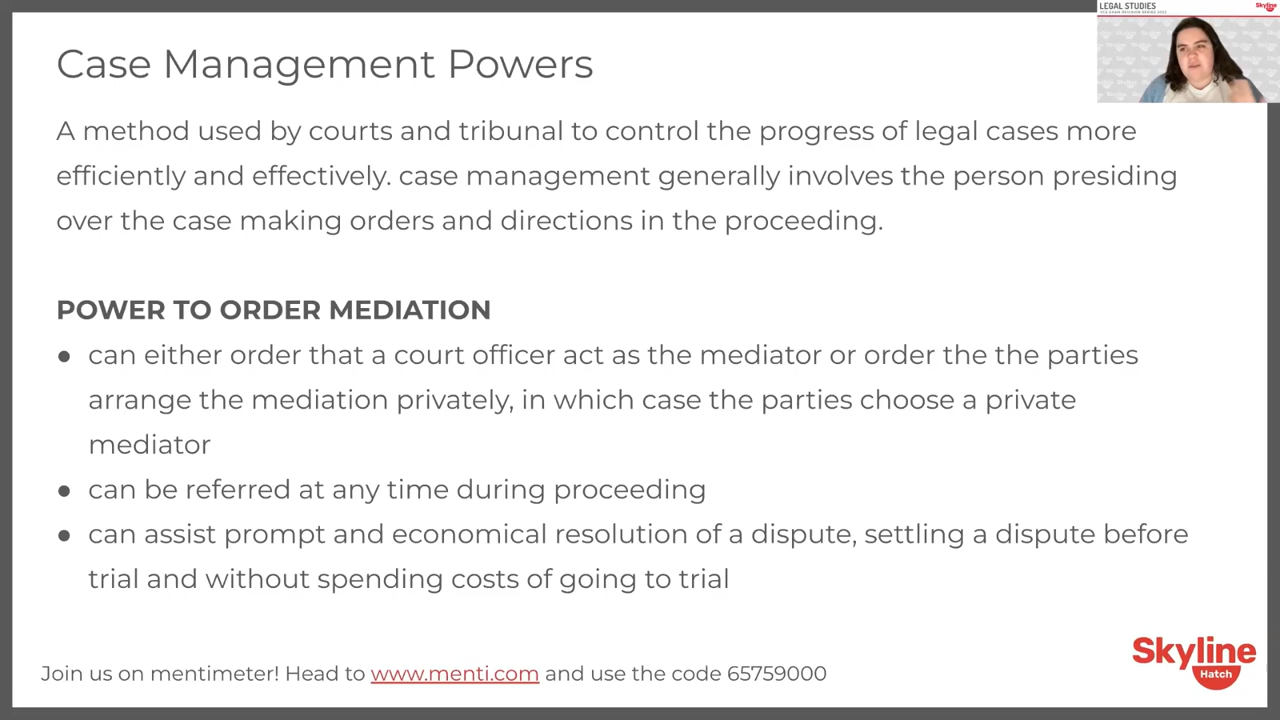 LEGAL STUDIES
VCE EXAM REVISION SERIES 2022
Skyline
Case Management Powers
A method used by courts and tribunal to control the progress of legal cases more
efficiently and effectively. case management generally involves the person presiding
over the case making orders and directions in the proceeding.
POWER TO ORDER MEDIATION
● can either order that a court officer act as the mediator or order the the parties
arrange the mediation privately, in which case the parties choose a private
mediator
● can be referred at any time during proceeding
● can assist prompt and economical resolution of a dispute, settling a dispute before
trial and without spending costs of going to trial
Join us on mentimeter! Head to www.menti.com and use the code 65759000
Skyline
Hatch